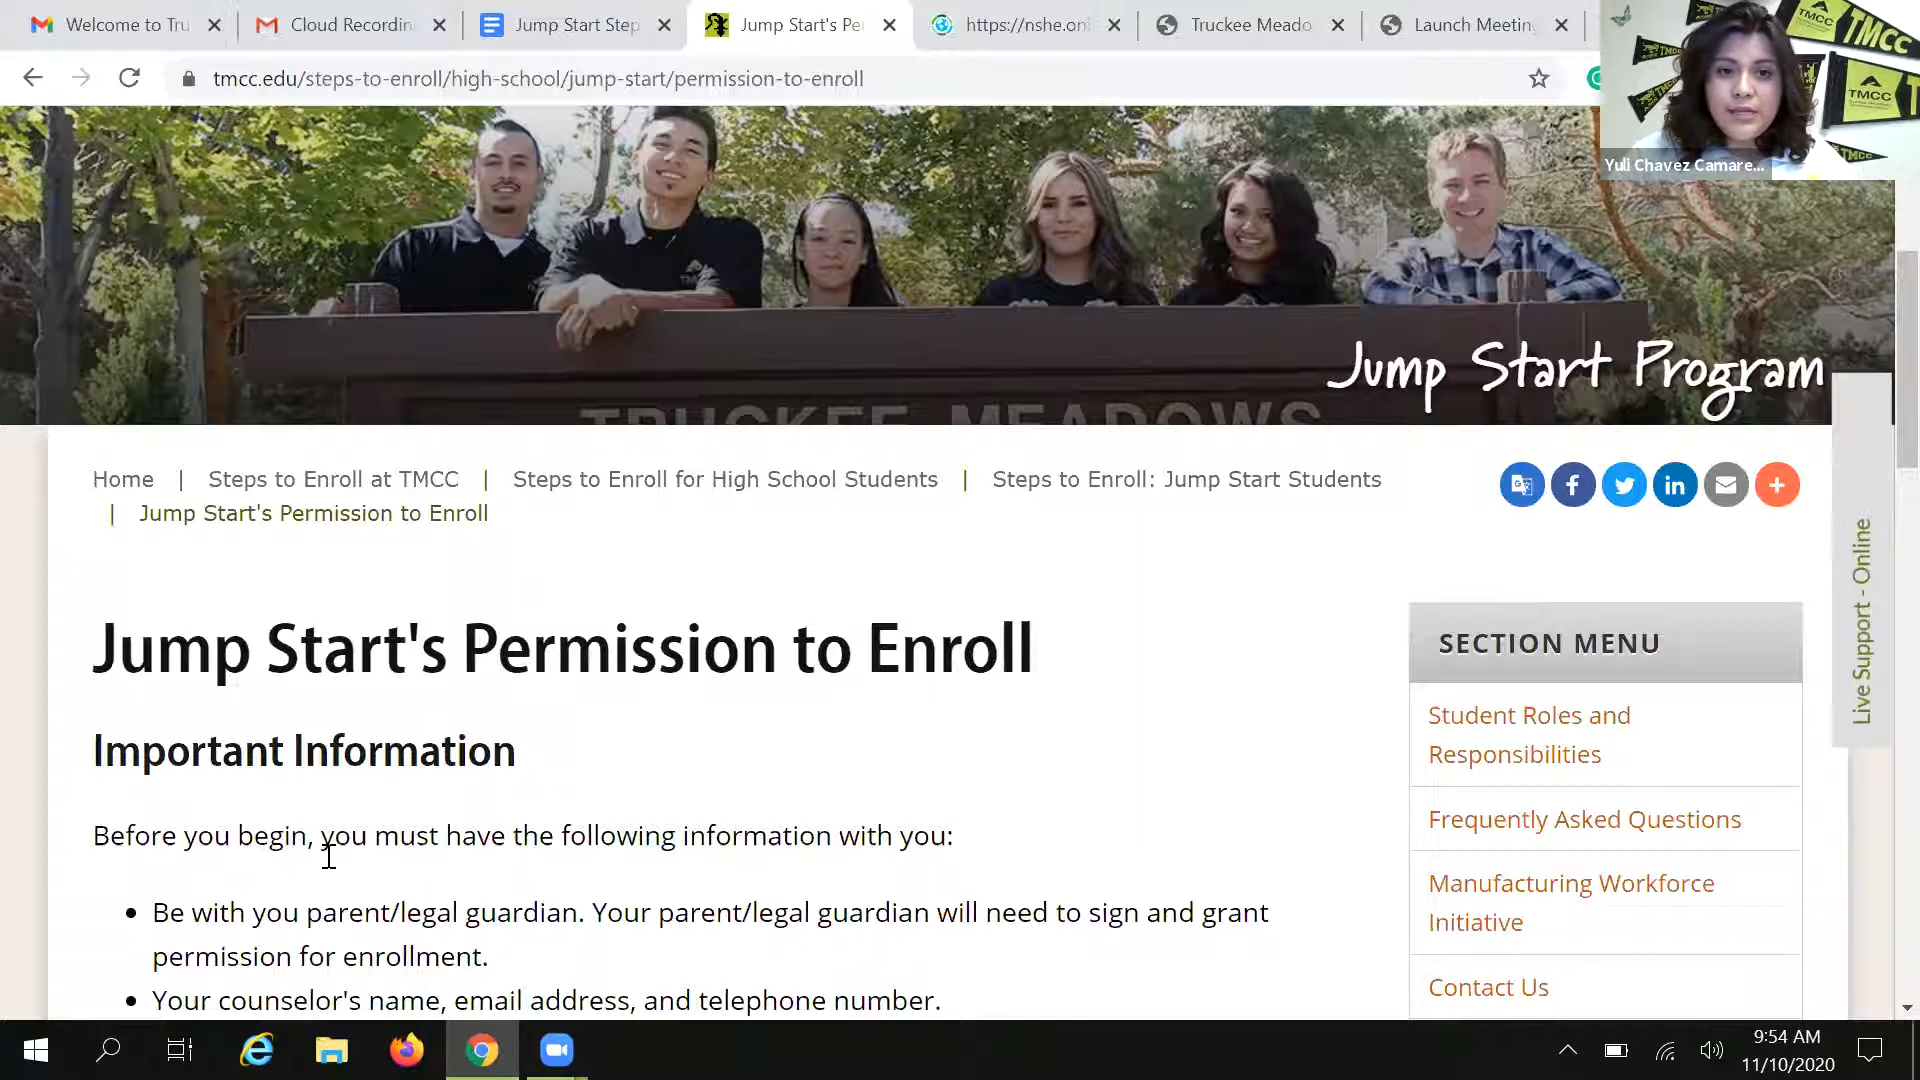 Welcome to Tru
Cloud Recordin
Jump Start Step
Jump Start's Pe
https://nshe.onl
Truckee Meado
Launch Meeting
tmcc.edu/steps-to-enroll/high-school/jump-start/permission-to-enroll
TMCC
TMCC
Yuli Chavez Camare...
Jump Start Program
TRUCKEE MEADOWS
Home | Steps to Enroll at TMCC | Steps to Enroll for High School Students | Steps to Enroll: Jump Start Students
| Jump Start's Permission to Enroll
Live Support - Online
Jump Start's Permission to Enroll
Important Information
Before you begin, you must have the following information with you:
• Be with you parent/legal guardian. Your parent/legal guardian will need to sign and grant
permission for enrollment.
• Your counselor's name, email address, and telephone number.
SECTION MENU
Student Roles and
Responsibilities
Frequently Asked Questions
Manufacturing Workforce
Initiative
Contact Us
9:54 AM
11/10/2020